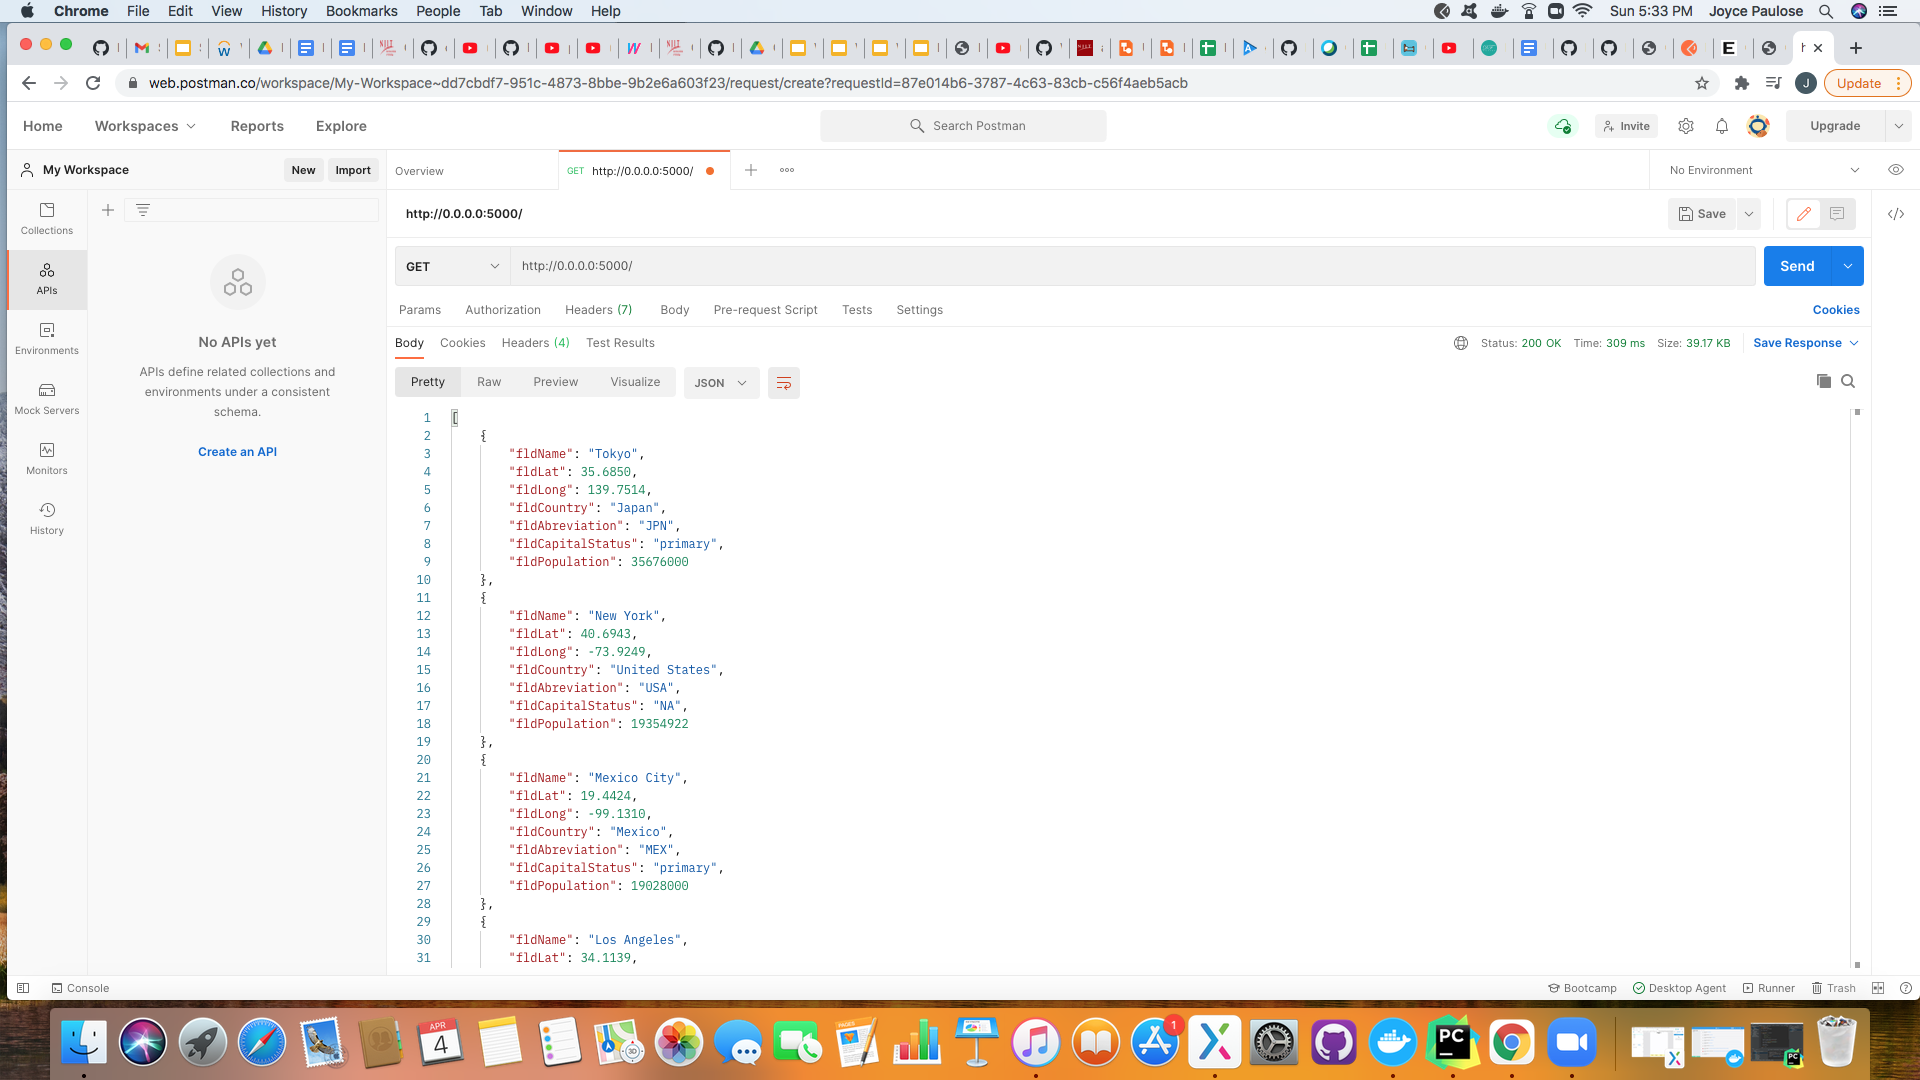 Chrome File Edit View History Bookmarks People Tab Window Help Sun 5:33 PM Joyce Paulose
web.postman.co/workspace/My-Workspace~dd7cbdf7-951c-4873-8bbe-9b2e6a603f23/request/create?requestId=87e014b6-3787-4c63-83cb-c56f4aeb5acb J Update
Home Workspaces Reports Explore Search Postman Invite Upgrade
My Workspace New Import Overview GET http://0.0.0.0:5000/ No Environment
http://0.0.0.0:5000/ Save
Collections
APIs
Environments
Mock Servers
Monitors
History
No APIs yet
APIs define related collections and
environments under a consistent
schema.
Create an API
GET http://0.0.0.0:5000/ Send
Params Authorization Headers (7) Body Pre-request Script Tests Settings Cookies
Body Cookies Headers (4) Test Results Status: 200 OK Time: 309 ms Size: 39.17 KB Save Response
Pretty Raw Preview Visualize JSON
1 [
2 {
3 "fldName": "Tokyo",
4 "fldLat": 35.6850,
5 "fldLong": 139.7514,
6 "fldCountry": "Japan",
7 "fldAbreviation": "JPN",
8 "fldCapitalStatus": "primary",
9 "fldPopulation": 35676000
10 },
11 {
12 "fldName": "New York",
13 "fldLat": 40.6943,
14 "fldLong": -73.9249,
15 "fldCountry": "United States",
16 "fldAbreviation": "USA",
17 "fldCapitalStatus": "NA",
18 "fldPopulation": 19354922
19 },
20 {
21 "fldName": "Mexico City",
22 "fldLat": 19.4424,
23 "fldLong": -99.1310,
24 "fldCountry": "Mexico",
25 "fldAbreviation": "MEX",
26 "fldCapitalStatus": "primary",
27 "fldPopulation": 19028000
28 },
29 {
30 "fldName": "Los Angeles",
31 "fldLat": 34.1139,
Console Bootcamp Desktop Agent Runner Trash
APR
4
PAGES
1
PC